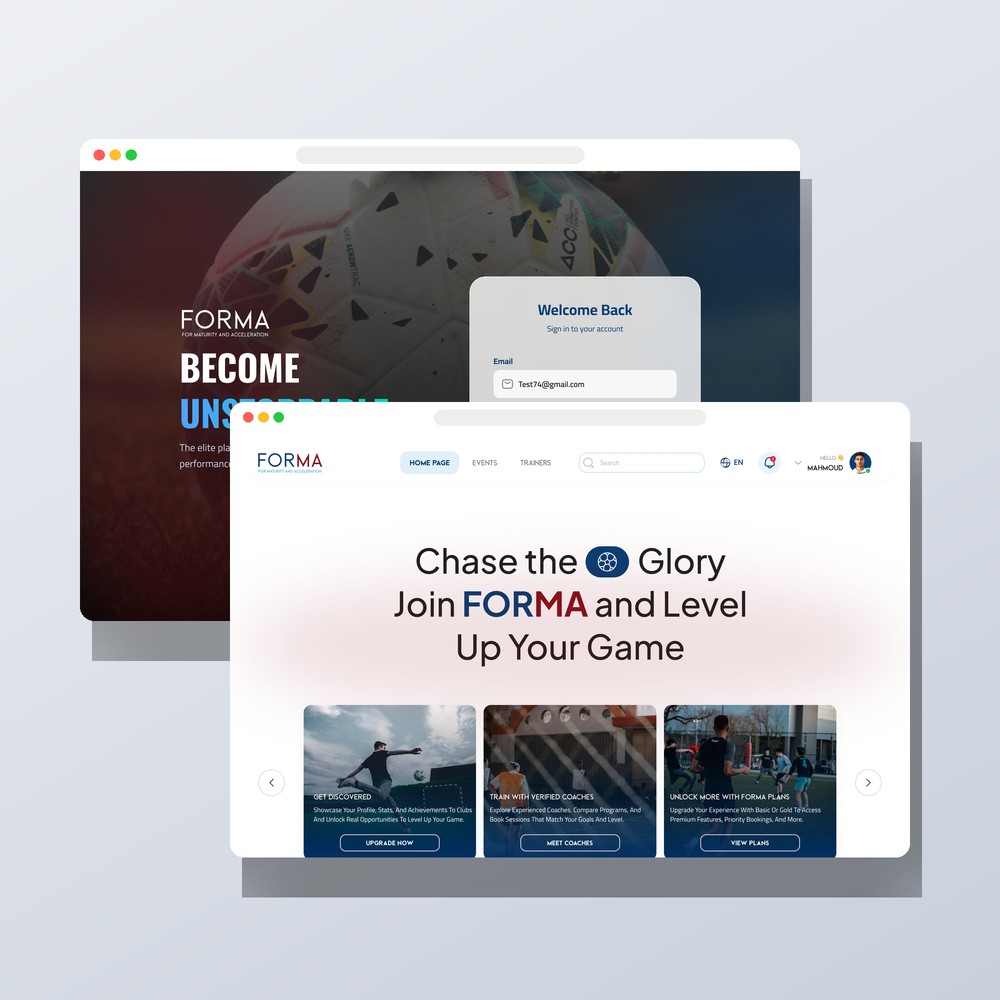 FORMA
FOR MATURITY AND ACCELERATION
BECOME
The elite pla
performance
ACC
Welcome Back
Sign in to your account
Email
Test74@gmail.com
FORMA
FOR MATURITY AND ACCELERATION
HOME PAGE
EVENTS
TRAINERS
Search
EN
HELLO 👋
MAHMOUD
Chase the Glory
Join FORMA and Level
Up Your Game
GET DISCOVERED
Showcase Your Profile, Stats, And Achievements To Clubs
And Unlock Real Opportunities To Level Up Your Game.
UPGRADE NOW
TRAIN WITH VERIFIED COACHES
Explore Experienced Coaches, Compare Programs, And
Book Sessions That Match Your Goals And Level.
MEET COACHES
UNLOCK MORE WITH FORMA PLANS
Upgrade Your Experience With Basic Or Gold To Access
Premium Features, Priority Bookings, And More.
VIEW PLANS